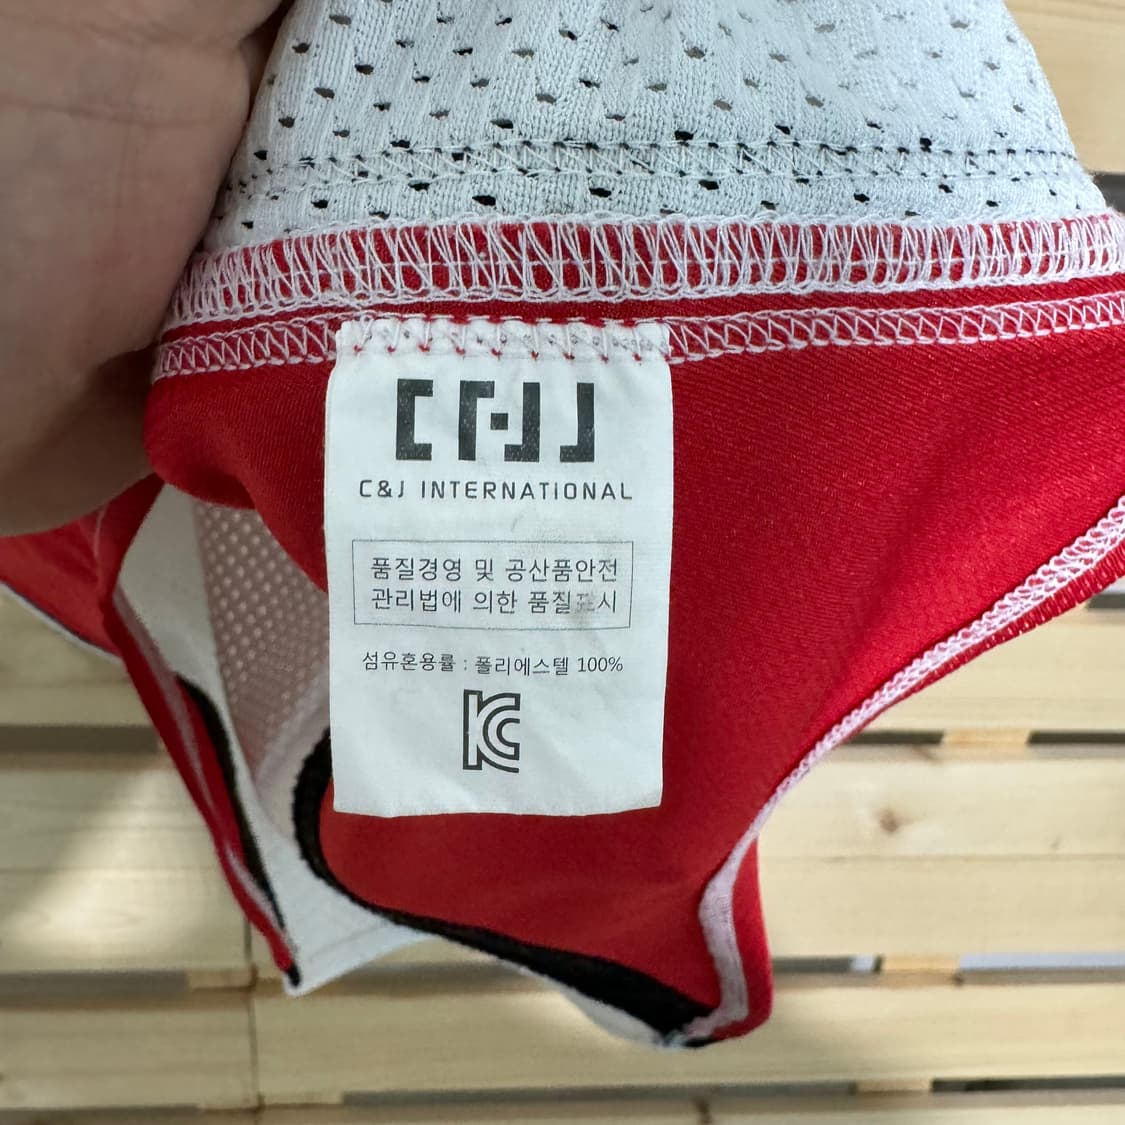 C&J
C&J INTERNATIONAL
품질경영 및 공산품안전
관리법에 의한 품질표시
섬유혼용률 : 폴리에스텔 100%
KC